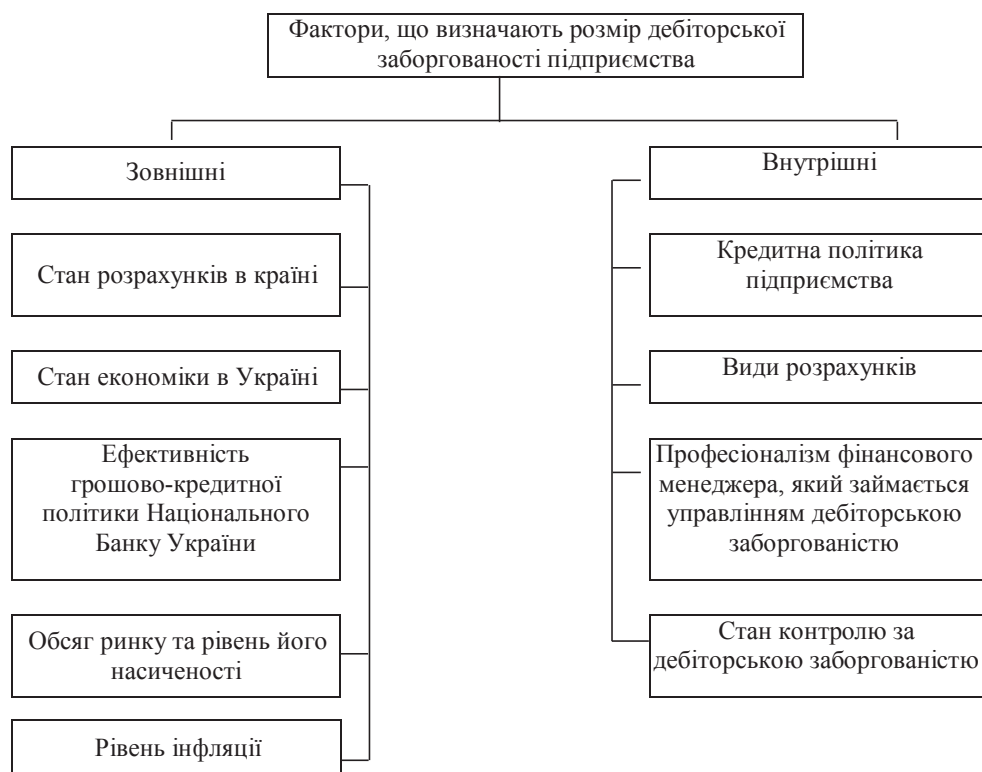 Фактори, що визначають розмір дебіторської
заборгованості підприємства
Зовнішні
Стан розрахунків в країні
Стан економіки в Україні
Ефективність
грошово-кредитної
політики Національного
Банку України
Обсяг ринку та рівень його
насиченості
Рівень інфляції
Внутрішні
Кредитна політика
підприємства
Види розрахунків
Професіоналізм фінансового
менеджера, який займається
управлінням дебіторською
заборгованістю
Стан контролю за
дебіторською заборгованістю